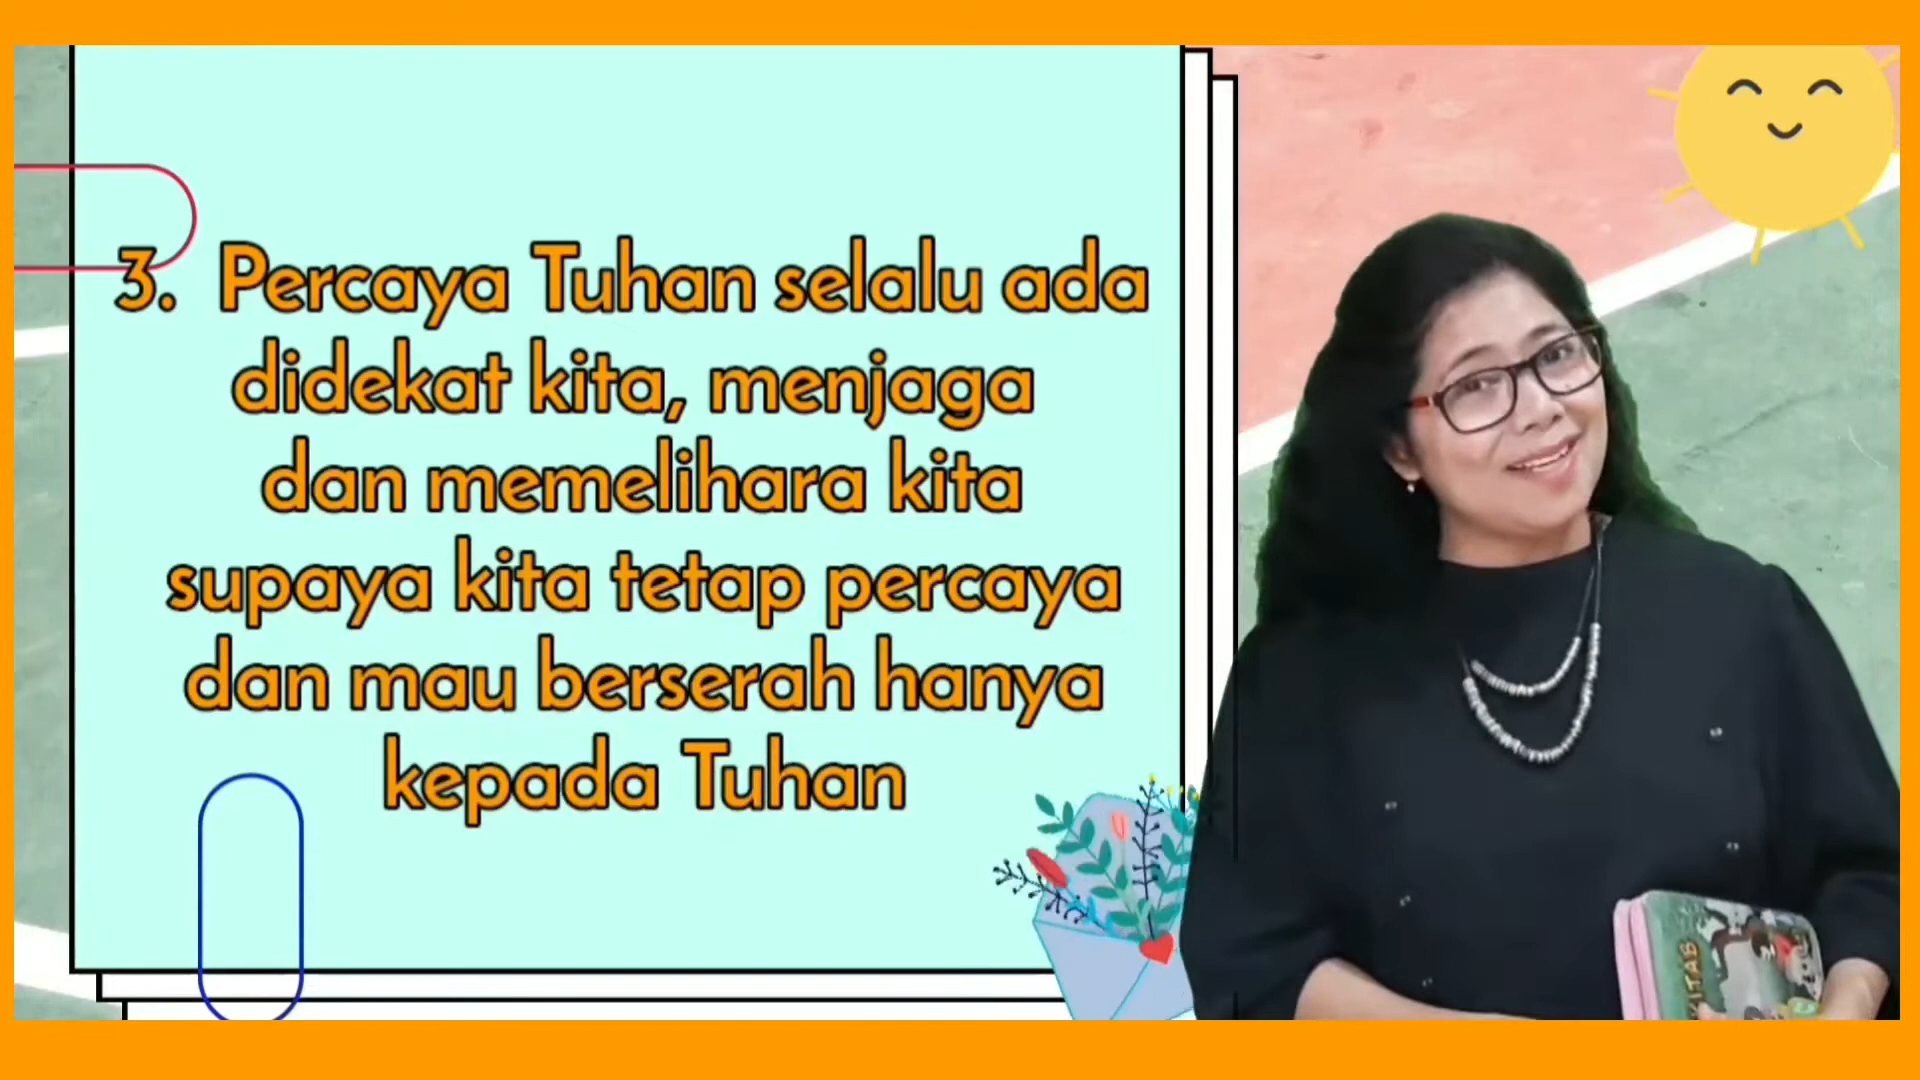 3. Percaya Tuhan selalu ada
didekat kita, menjaga
dan memelihara kita
supaya kita tetap percaya
dan mau berserah hanya
kepada Tuhan